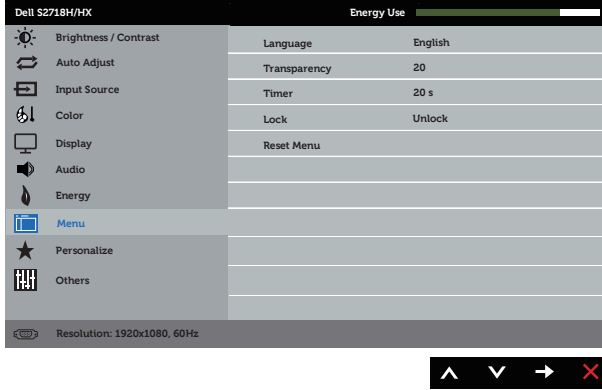 Dell S2718H/HX Energy Use
Brightness / Contrast
Auto Adjust
Input Source
Color
Display
Audio
Energy
Menu
Personalize
Others
Language English
Transparency 20
Timer 20 s
Lock Unlock
Reset Menu
Resolution: 1920x1080, 60Hz